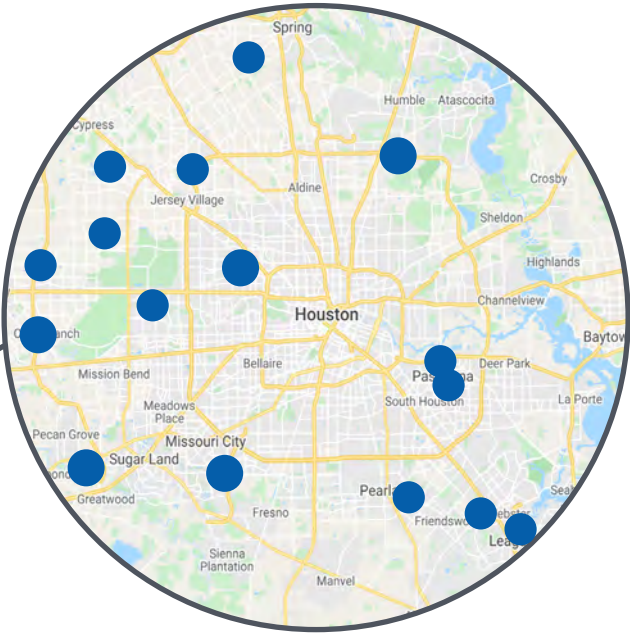 Spring
Humble
Atascocita
Cypress
Crosby
Aldine
Jersey Village
Sheldon
Highlands
Channelview
Houston
Baytow
Bellaire
Deer Park
Mission Bend
South Houston
La Porte
Meadows
Place
Pecan Grove
Missouri City
Sugar Land
Greatwood
Pearl
Fresno
Friendswo
Sienna
Plantation
Manvel